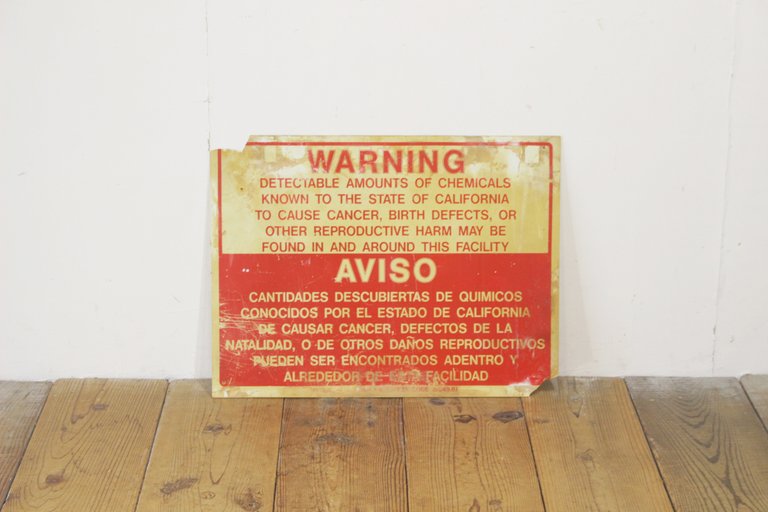 WARNING
DETECTABLE AMOUNTS OF CHEMICALS
KNOWN TO THE STATE OF CALIFORNIA
TO CAUSE CANCER, BIRTH DEFECTS, OR
OTHER REPRODUCTIVE HARM MAY BE
FOUND IN AND AROUND THIS FACILITY
AVISO
CANTIDADES DESCUBIERTAS DE QUIMICOS
CONOCIDOS POR EL ESTADO DE CALIFORNIA
DE CAUSAR CANCER, DEFECTOS DE LA
NATALIDAD, O DE OTROS DAÑOS REPRODUCTIVOS
PUEDEN SER ENCONTRADOS ADENTRO Y
ALREDEDOR DE ESTA FACILIDAD